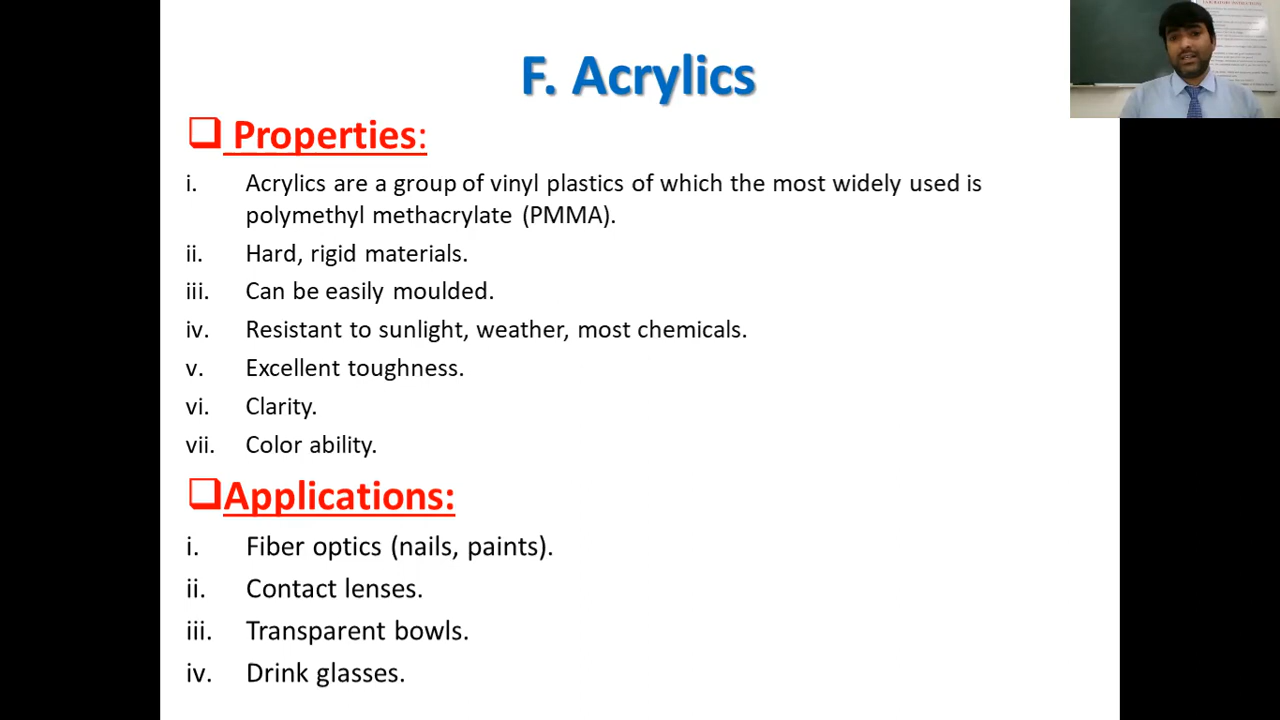 F. Acrylics
Properties:
i. Acrylics are a group of vinyl plastics of which the most widely used is
polymethyl methacrylate (PMMA).
ii. Hard, rigid materials.
iii. Can be easily moulded.
iv. Resistant to sunlight, weather, most chemicals.
v. Excellent toughness.
vi. Clarity.
vii. Color ability.
Applications:
i. Fiber optics (nails, paints).
ii. Contact lenses.
iii. Transparent bowls.
iv. Drink glasses.